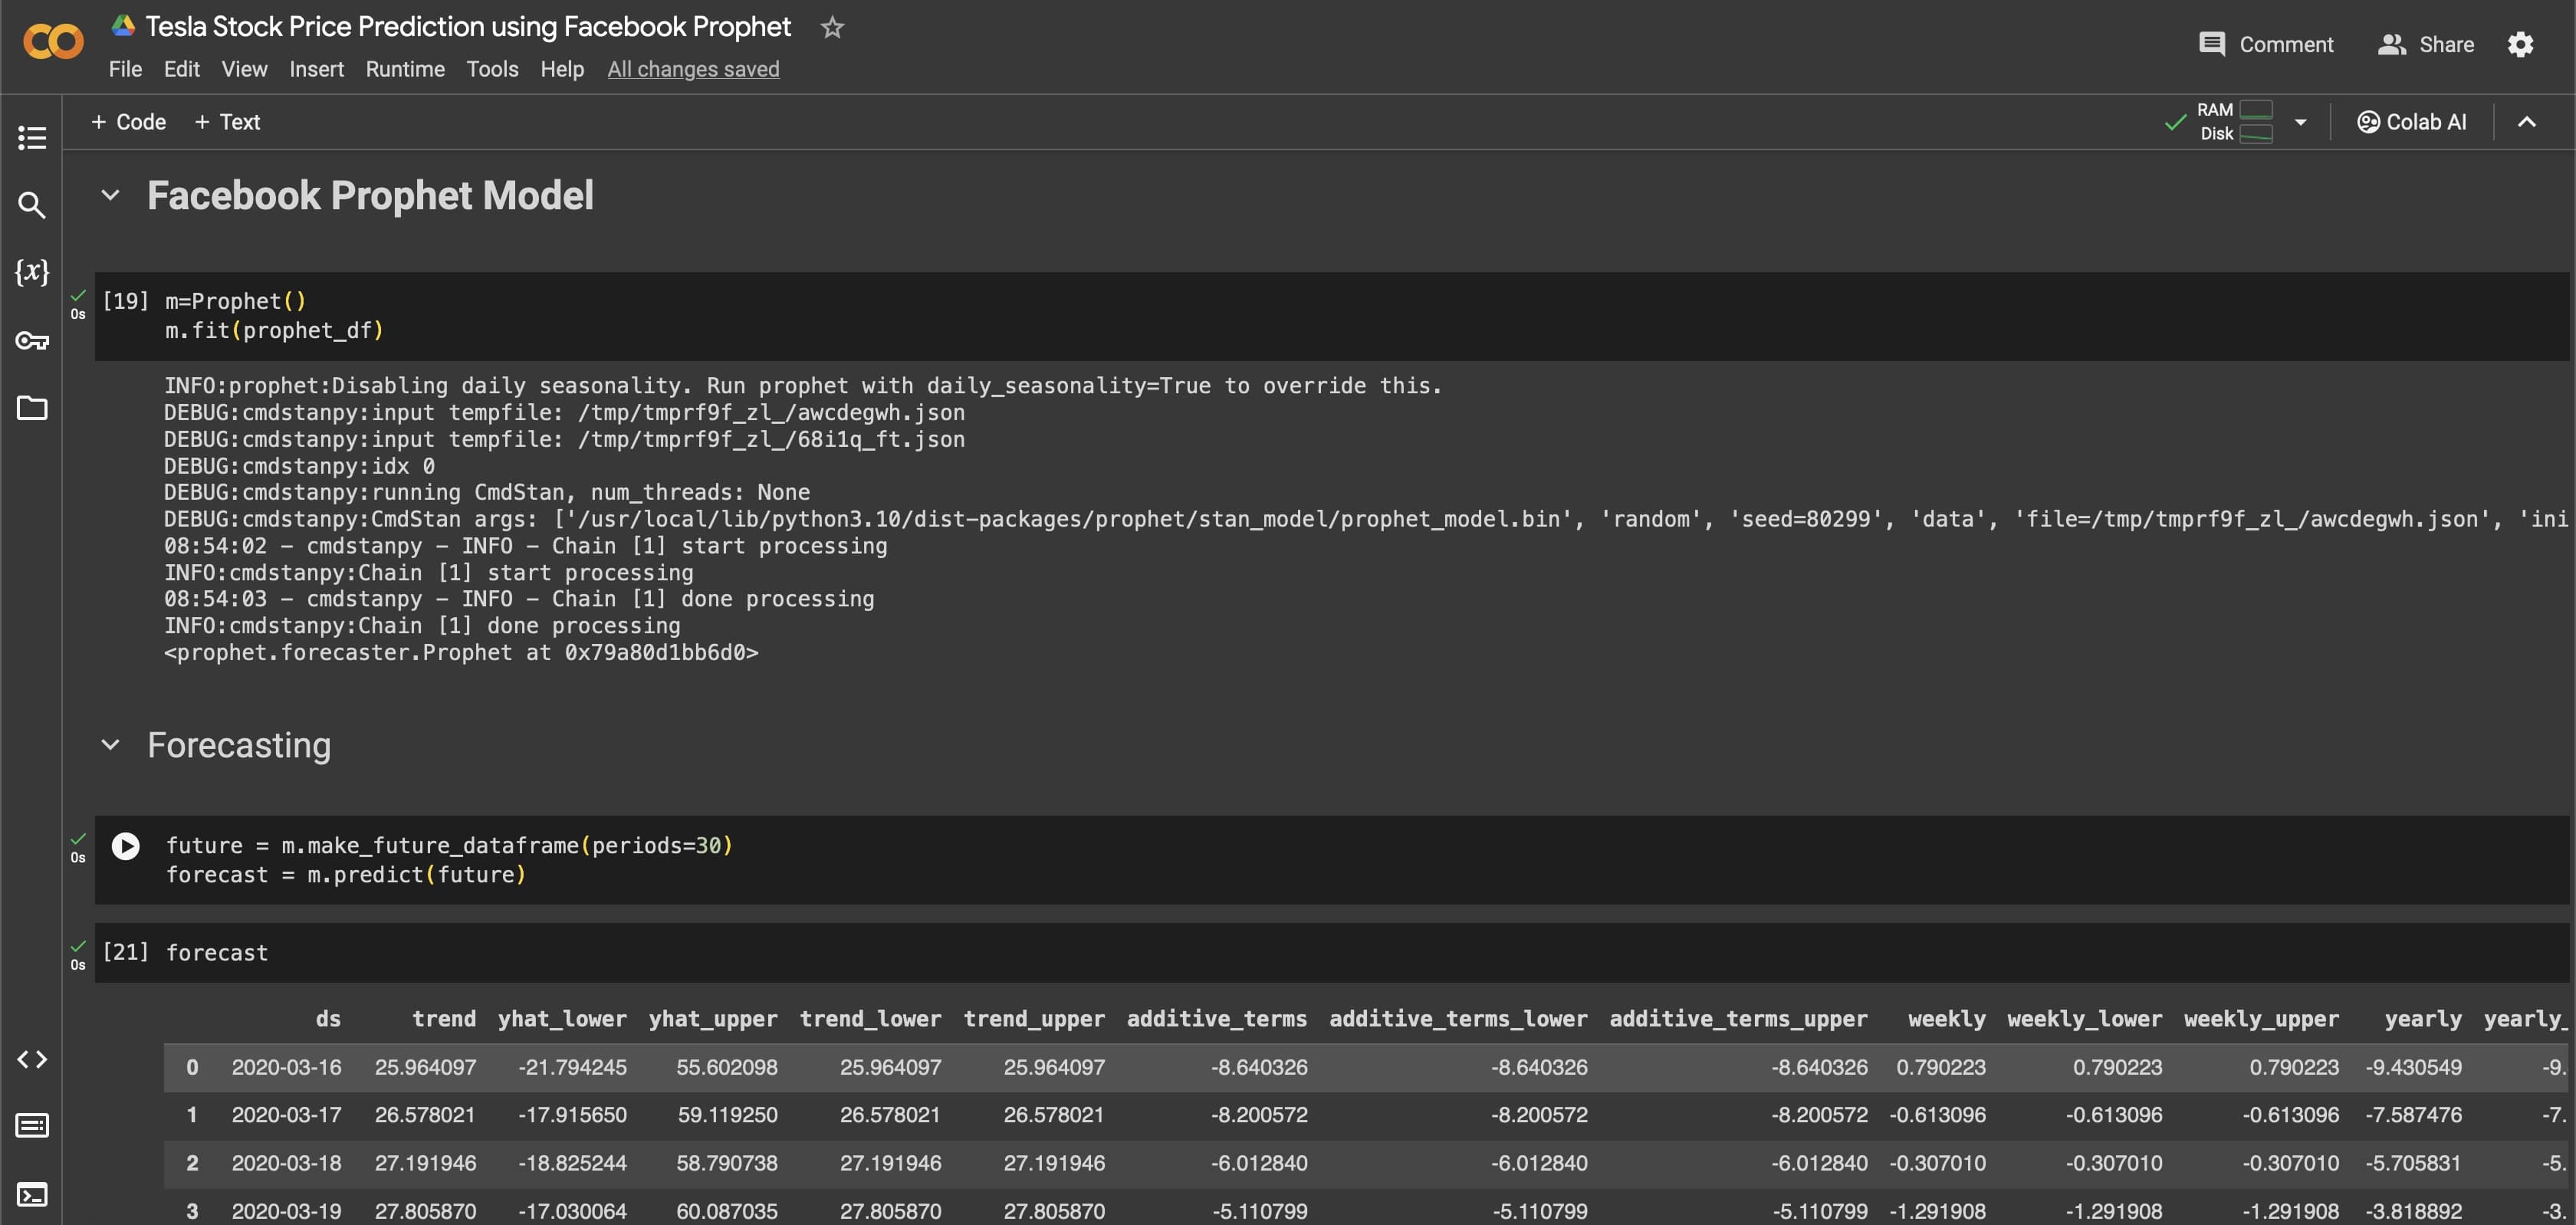 Tesla Stock Price Prediction using Facebook Prophet
File Edit View Insert Runtime Tools Help All changes saved
Comment Share
+ Code + Text
RAM
Disk
Colab AI
Facebook Prophet Model
{x}
[19] m=Prophet()
0s
m.fit(prophet_df)
INFO:prophet:Disabling daily seasonality. Run prophet with daily_seasonality=True to override this.
DEBUG:cmdstanpy:input tempfile: /tmp/tmprf9f_zl_/awcdegwh.json
DEBUG:cmdstanpy:input tempfile: /tmp/tmprf9f_zl_/68i1q_ft.json
DEBUG:cmdstanpy:idx 0
DEBUG:cmdstanpy:running CmdStan, num_threads: None
DEBUG:cmdstanpy:CmdStan args: ['/usr/local/lib/python3.10/dist-packages/prophet/stan_model/prophet_model.bin', 'random', 'seed=80299', 'data', 'file=/tmp/tmprf9f_zl_/awcdegwh.json', 'ini
08:54:02 - cmdstanpy - INFO - Chain [1] start processing
INFO:cmdstanpy:Chain [1] start processing
08:54:03 - cmdstanpy - INFO - Chain [1] done processing
INFO:cmdstanpy:Chain [1] done processing
<prophet.forecaster.Prophet at 0x79a80d1bb6d0>
Forecasting
future = m.make_future_dataframe(periods=30)
0s
forecast = m.predict(future)
[21] forecast
0s
ds trend yhat_lower yhat_upper trend_lower trend_upper additive_terms additive_terms_lower additive_terms_upper weekly weekly_lower weekly_upper yearly yearly_
0 2020-03-16 25.964097 -21.794245 55.602098 25.964097 25.964097 -8.640326 -8.640326 -8.640326 0.790223 0.790223 0.790223 -9.430549 -9.
1 2020-03-17 26.578021 -17.915650 59.119250 26.578021 26.578021 -8.200572 -8.200572 -8.200572 -0.613096 -0.613096 -0.613096 -7.587476 -7.
2 2020-03-18 27.191946 -18.825244 58.790738 27.191946 27.191946 -6.012840 -6.012840 -6.012840 -0.307010 -0.307010 -0.307010 -5.705831 -5.
3 2020-03-19 27.805870 -17.030064 60.087035 27.805870 27.805870 -5.110799 -5.110799 -5.110799 -1.291908 -1.291908 -1.291908 -3.818892 -3.